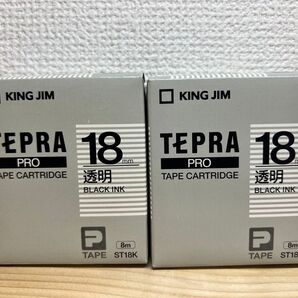 KING JIM
TEPRA
PRO
TAPE CARTRIDGE
18mm
透明
BLACK INK
P
TAPE
8m
ST18K
KING JIM
TEPRA
PRO
TAPE CARTRIDGE
18
透明
BLACK INK
P
TAPE
8m
ST18K